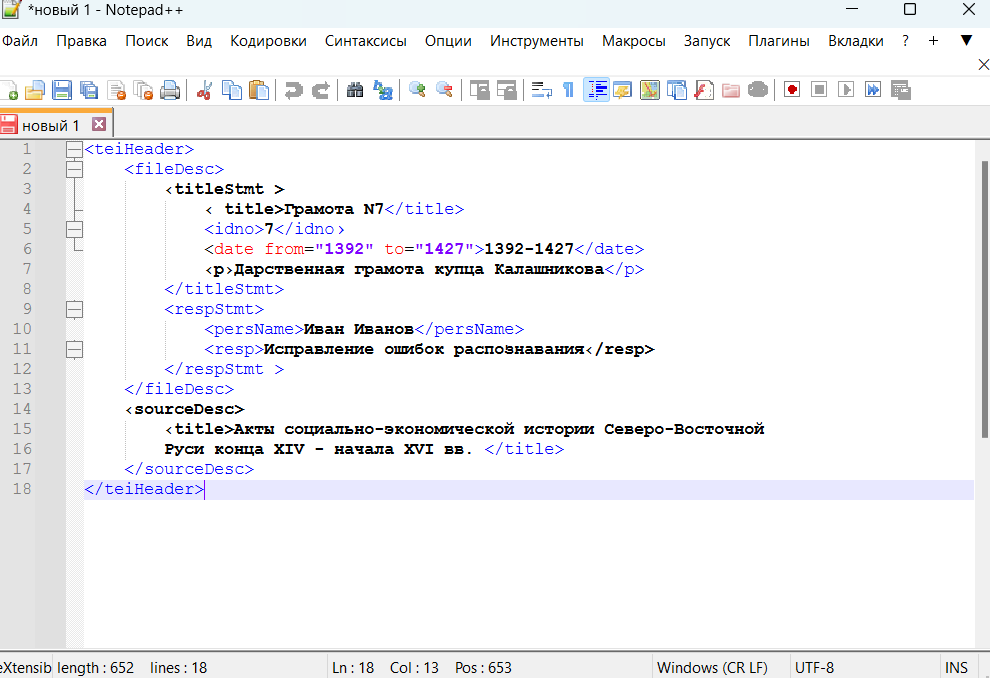 *новый 1 - Notepad++
Файл Правка Поиск Вид Кодировки Синтаксисы Опции Инструменты Макросы Запуск Плагины Вкладки ? +
новый 1
1 <teiHeader>
2 <fileDesc>
3 ‹titleStmt >
4 ‹ title>Грамота N7</title>
5 <idno>7</idno›
6 <date from="1392" to="1427">1392-1427</date>
7 ‹p›Дарственная грамота купца Калашникова</p>
8 </titleStmt>
9 <respStmt>
10 <persName>Иван Иванов</persName>
11 <resp>Исправление ошибок распознавания‹/resp>
12 </respStmt >
13 </fileDesc>
14 ‹sourceDesc>
15 ‹title>Акты социально-экономической истории Северо-Восточной
16 Руси конца XIV - начала XVI вв. </title>
17 </sourceDesc>
18 </teiHeader>
eXtensib length : 652 lines : 18 Ln : 18 Col : 13 Pos : 653 Windows (CR LF) UTF-8 INS